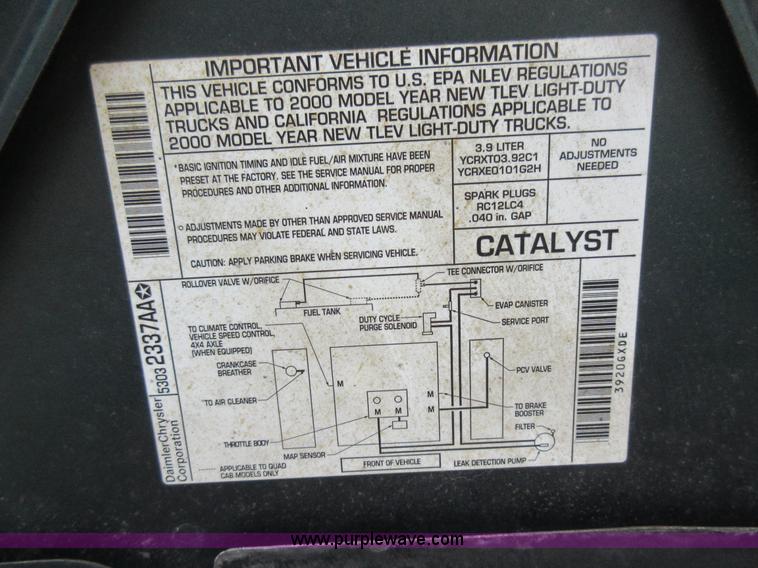 IMPORTANT VEHICLE INFORMATION
THIS VEHICLE CONFORMS TO U.S. EPA NLEV REGULATIONS
APPLICABLE TO 2000 MODEL YEAR NEW TLEV LIGHT-DUTY
TRUCKS AND CALIFORNIA REGULATIONS APPLICABLE TO
2000 MODEL YEAR NEW TLEV LIGHT-DUTY TRUCKS.
*BASIC IGNITION TIMING AND IDLE FUEL/AIR MIXTURE HAVE BEEN
PRESET AT THE FACTORY. SEE THE SERVICE MANUAL FOR PROPER
PROCEDURES AND OTHER ADDITIONAL INFORMATION.
○ ADJUSTMENTS MADE BY OTHER THAN APPROVED SERVICE MANUAL
PROCEDURES MAY VIOLATE FEDERAL AND STATE LAWS.
CAUTION: APPLY PARKING BRAKE WHEN SERVICING VEHICLE.
3.9 LITER
YCRXT03.92C1
YCRXE0101G2H
NO
ADJUSTMENTS
NEEDED
SPARK PLUGS
RC12LC4
.040 in. GAP
CATALYST
ROLLOVER VALVE W/ORIFICE
TEE CONNECTOR W/ORIFICE
FUEL TANK
EVAP CANISTER
DUTY CYCLE
PURGE SOLENOID
SERVICE PORT
TO CLIMATE CONTROL,
VEHICLE SPEED CONTROL,
4X4 AXLE
(WHEN EQUIPPED)
CRANKCASE
BREATHER
TO AIR CLEANER
M
M
M
M M
PCV VALVE
TO BRAKE
BOOSTER
THROTTLE BODY
MAP SENSOR
FILTER
LEAK DETECTION PUMP
FRONT OF VEHICLE
------ APPLICABLE TO QUAD
CAB MODELS ONLY
DaimlerChrysler
Corporation
5303 2337AA
3920GXDE
www.purplewave.com